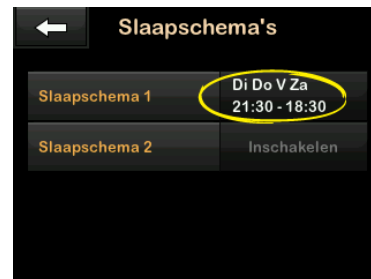 Slaapschema's
Slaapschema 1
Di Do V Za
21:30 - 18:30
Slaapschema 2
Inschakelen